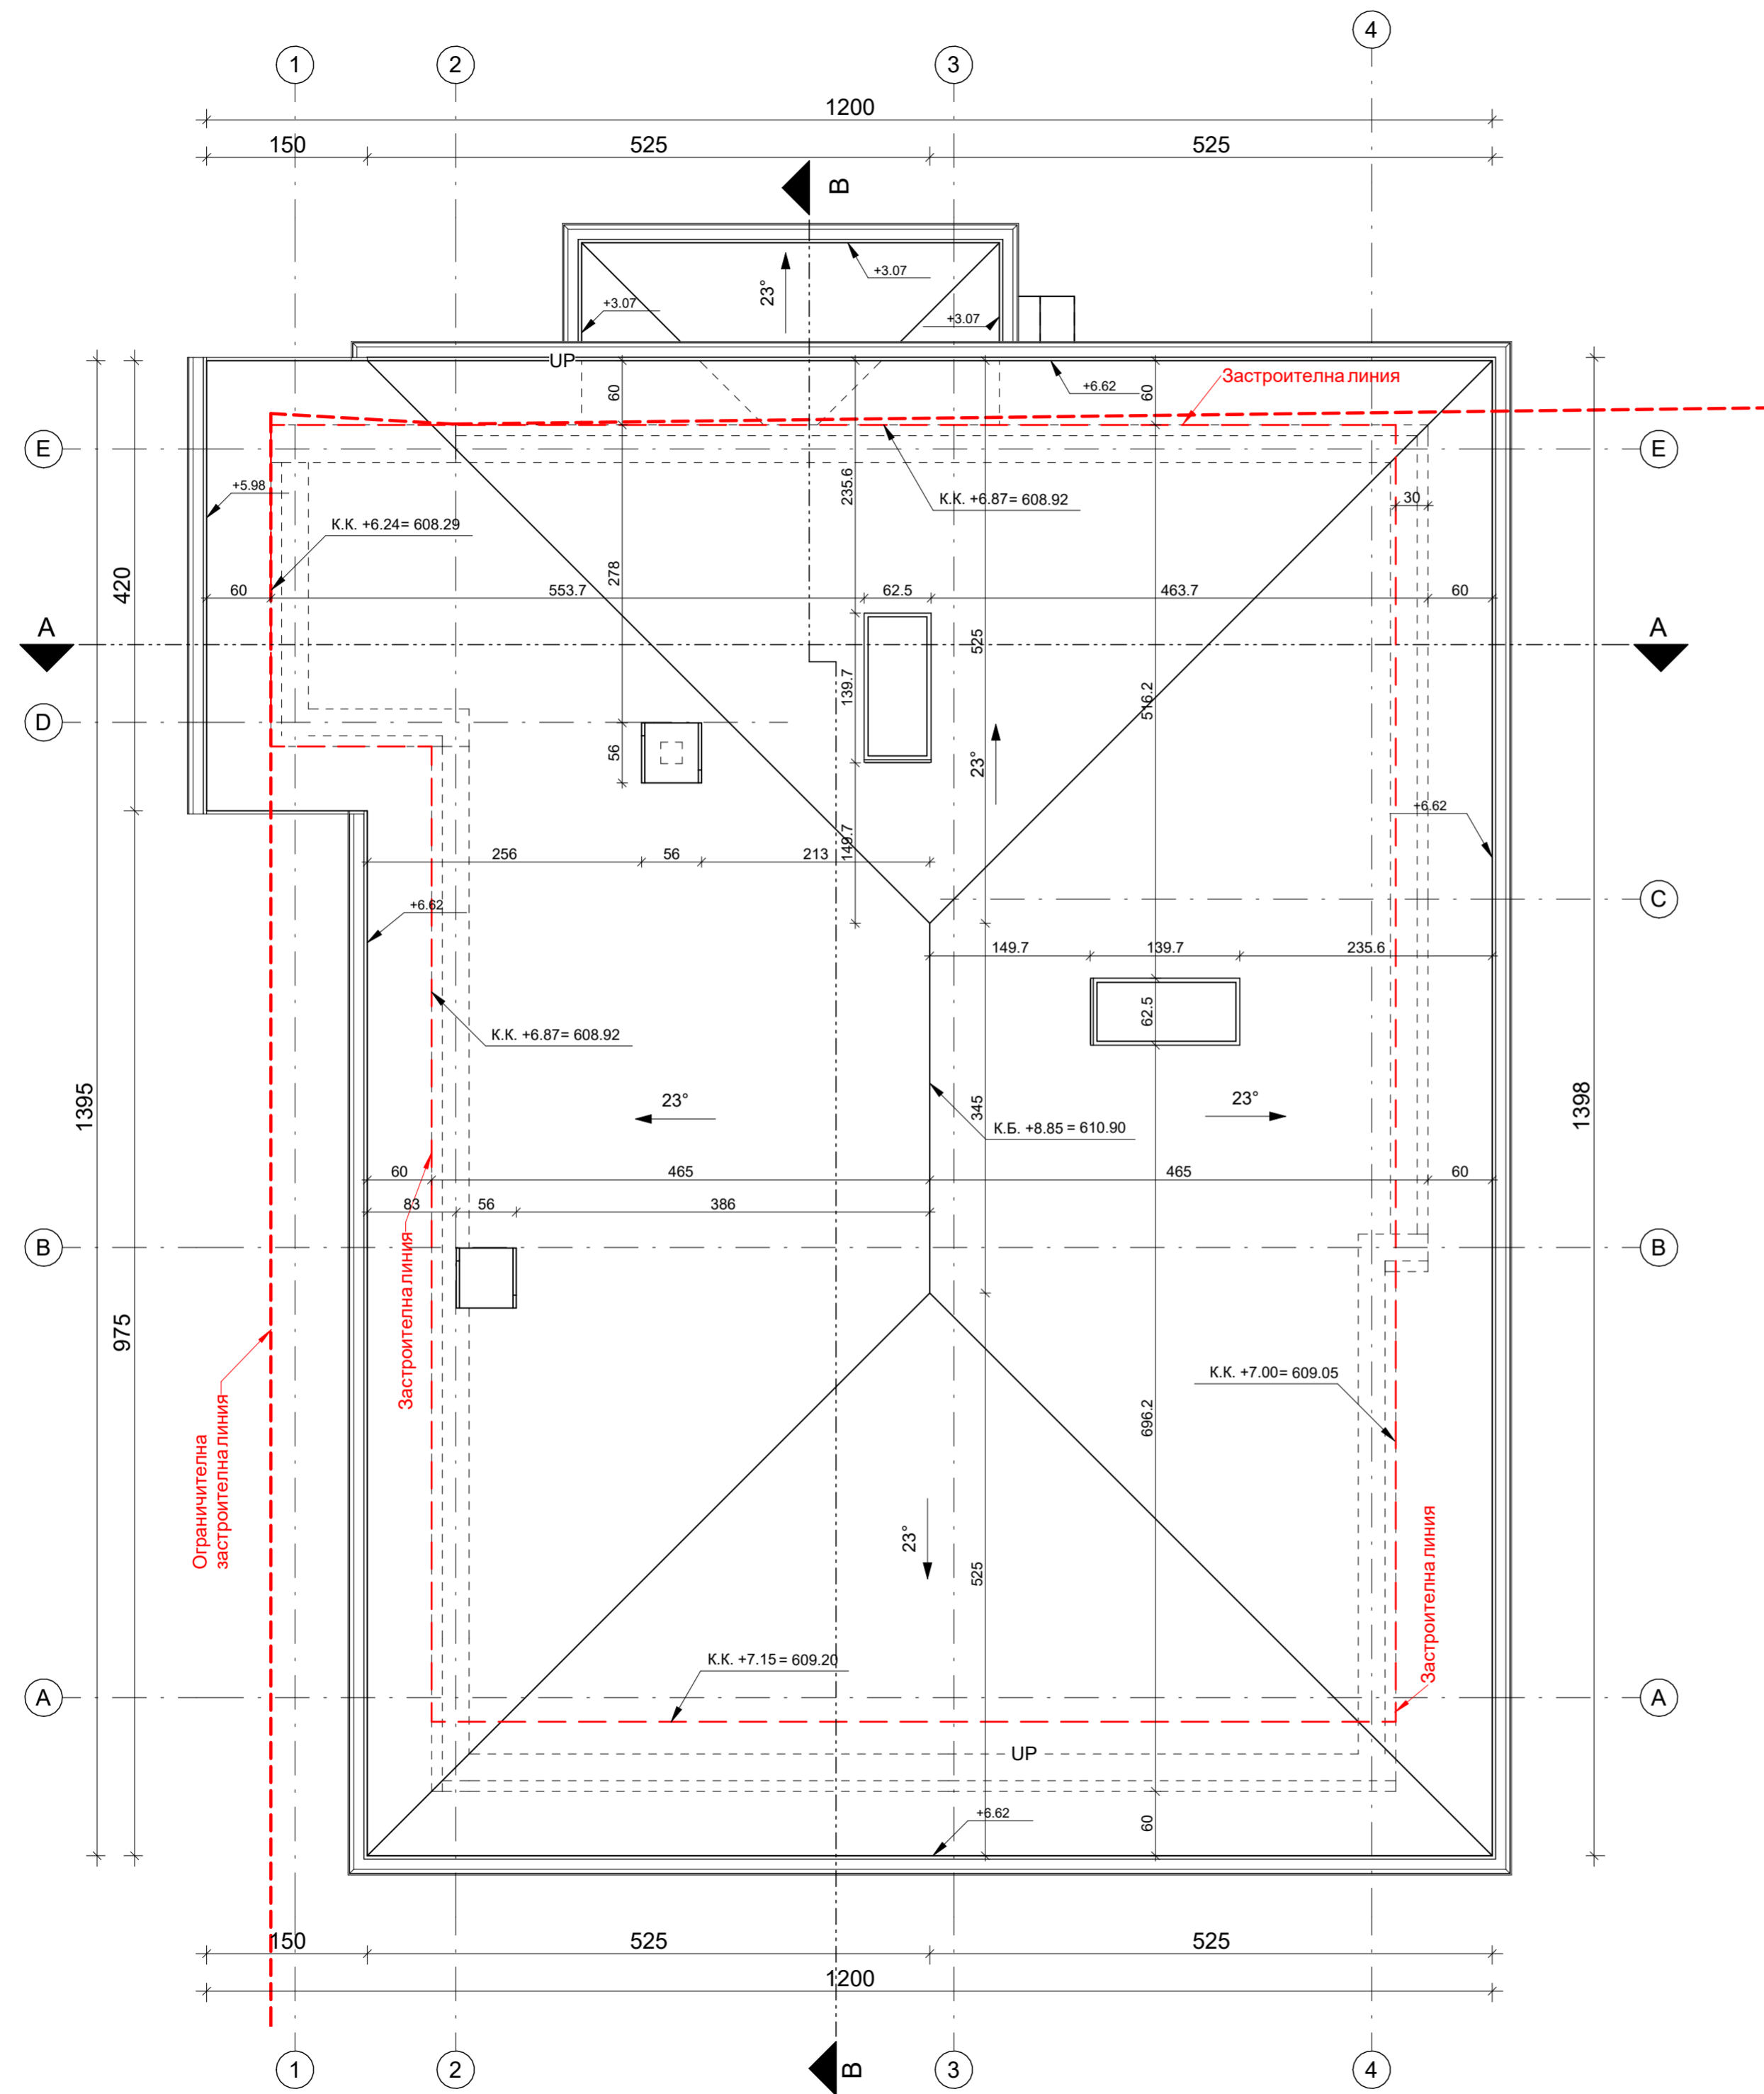 4
1
2
3
1200
150
525
525
B
+3.07
23°
+3.07
+3.07
UP
60
+6.62
60
Застроителна линия
E
E
+5.98
К.К. +6.24= 608.29
235.6
К.К. +6.87= 608.92
30
420
278
60
553.7
62.5
463.7
60
A
A
525
139.7
516.2
D
56
23°
+6.62
149.7
256
56
213
+6.62
C
149.7
139.7
235.6
62.5
К.К. +6.87= 608.92
1395
1398
23°
23°
345
К.Б. +8.85 = 610.90
60
465
465
60
83
56
386
B
B
Застроителна линия
975
К.К. +7.00= 609.05
696.2
Ограничителна
застроителна линия
23°
525
Застроителна линия
К.К. +7.15 = 609.20
A
A
UP
+6.62
60
150
525
525
1200
1
2
B
3
4